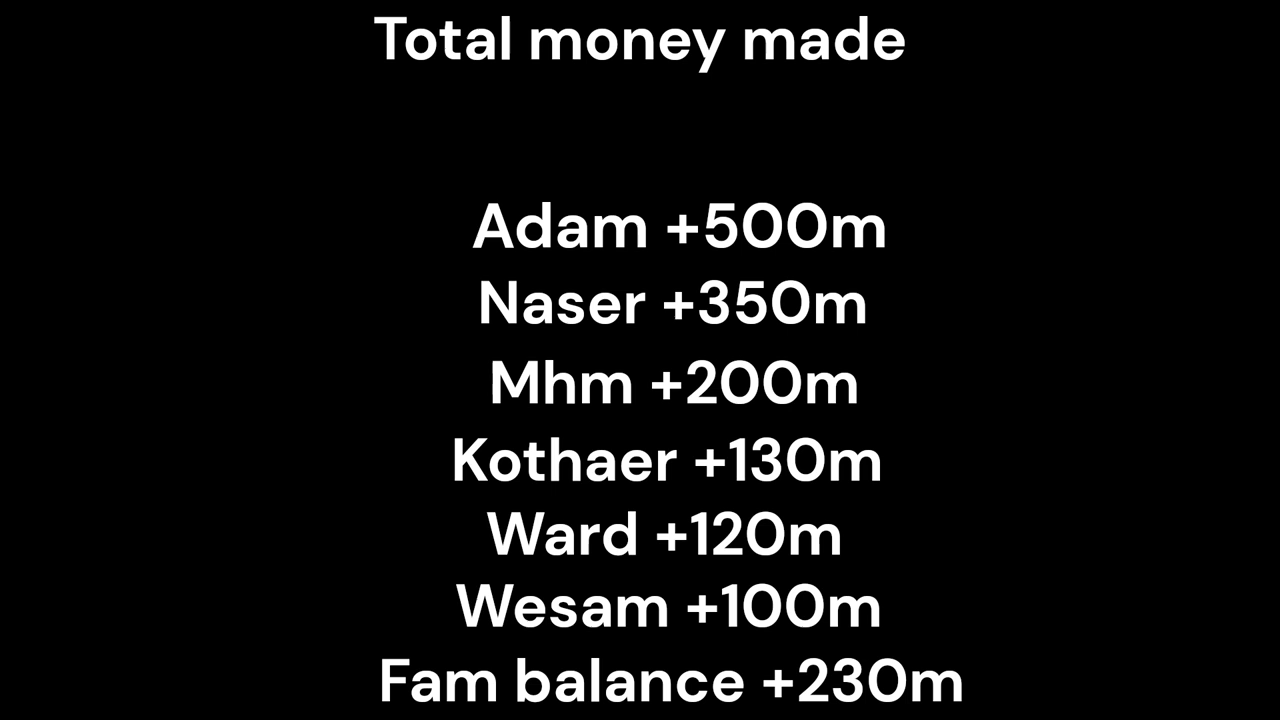 Total money made
Adam +500m
Naser +350m
Mhm +200m
Kothaer +130m
Ward +120m
Wesam +100m
Fam balance +230m